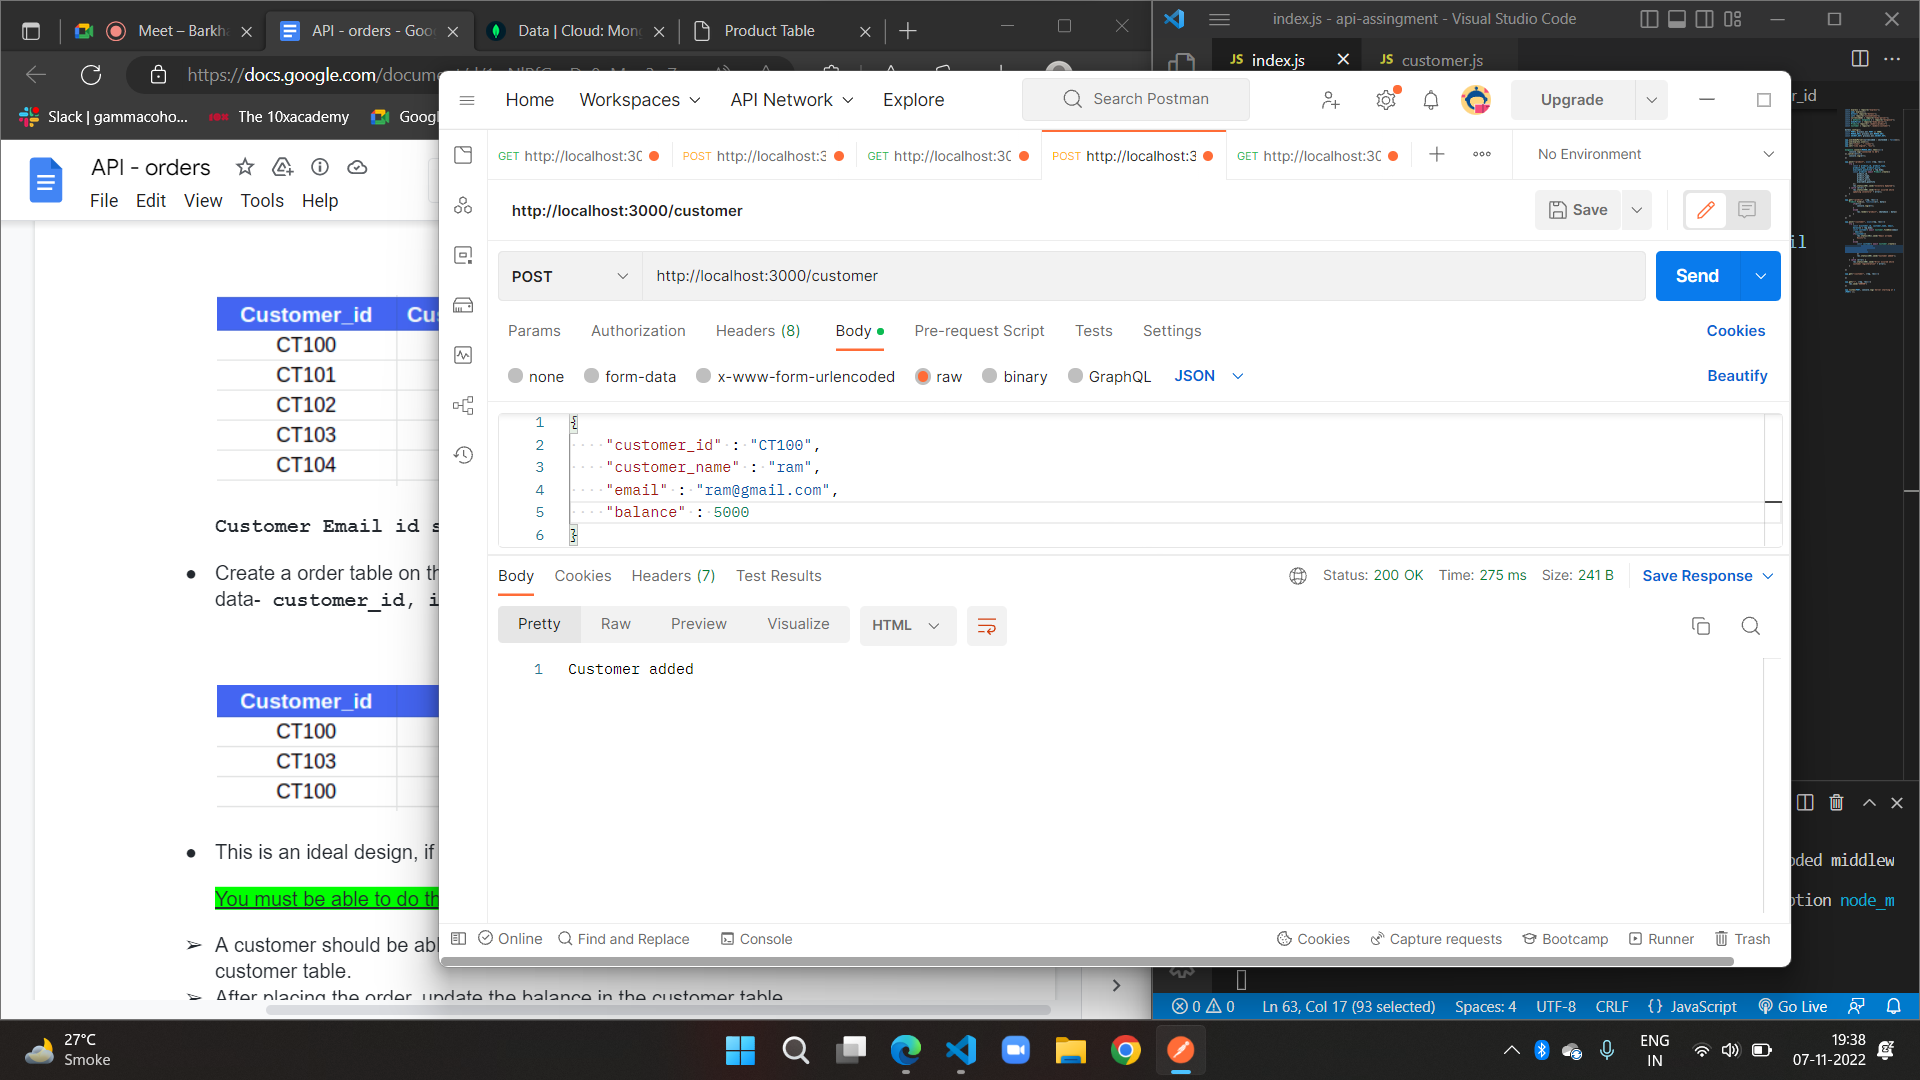 Meet – Barkha
API - orders - Goo
Data | Cloud: Mon
Product Table
index.js - api-assingment - Visual Studio Code
https://docs.google.com/docume
JS index.js
JS customer.js
Slack | gammacoho...
The 10xacademy
Googl
API - orders
File Edit View Tools Help
Home Workspaces API Network Explore
Search Postman
Upgrade
r_id
GET http://localhost:30
POST http://localhost:3
GET http://localhost:30
POST http://localhost:3
GET http://localhost:30
No Environment
http://localhost:3000/customer
Save
POST
http://localhost:3000/customer
Send
Params Authorization Headers (8) Body Pre-request Script Tests Settings
Cookies
none form-data x-www-form-urlencoded raw binary GraphQL JSON
Beautify
1 {
2 "customer_id" : "CT100",
3 "customer_name" : "ram",
4 "email" : "ram@gmail.com",
5 "balance" : 5000
6 }
Body Cookies Headers (7) Test Results
Status: 200 OK Time: 275 ms Size: 241 B
Save Response
Pretty Raw Preview Visualize HTML
1 Customer added
Online Find and Replace Console
Cookies Capture requests Bootcamp Runner Trash
Customer_id Cu
CT100
CT101
CT102
CT103
CT104
Customer Email id s
Create a order table on th
data- customer_id, i
Customer_id
CT100
CT103
CT100
This is an ideal design, if
You must be able to do th
A customer should be abl
customer table.
After placing the order, update the balance in the customer table
il
oded middlew
otion node_m
0 0 Ln 63, Col 17 (93 selected) Spaces: 4 UTF-8 CRLF {} JavaScript Go Live
27°C
Smoke
ENG
IN
19:38
07-11-2022